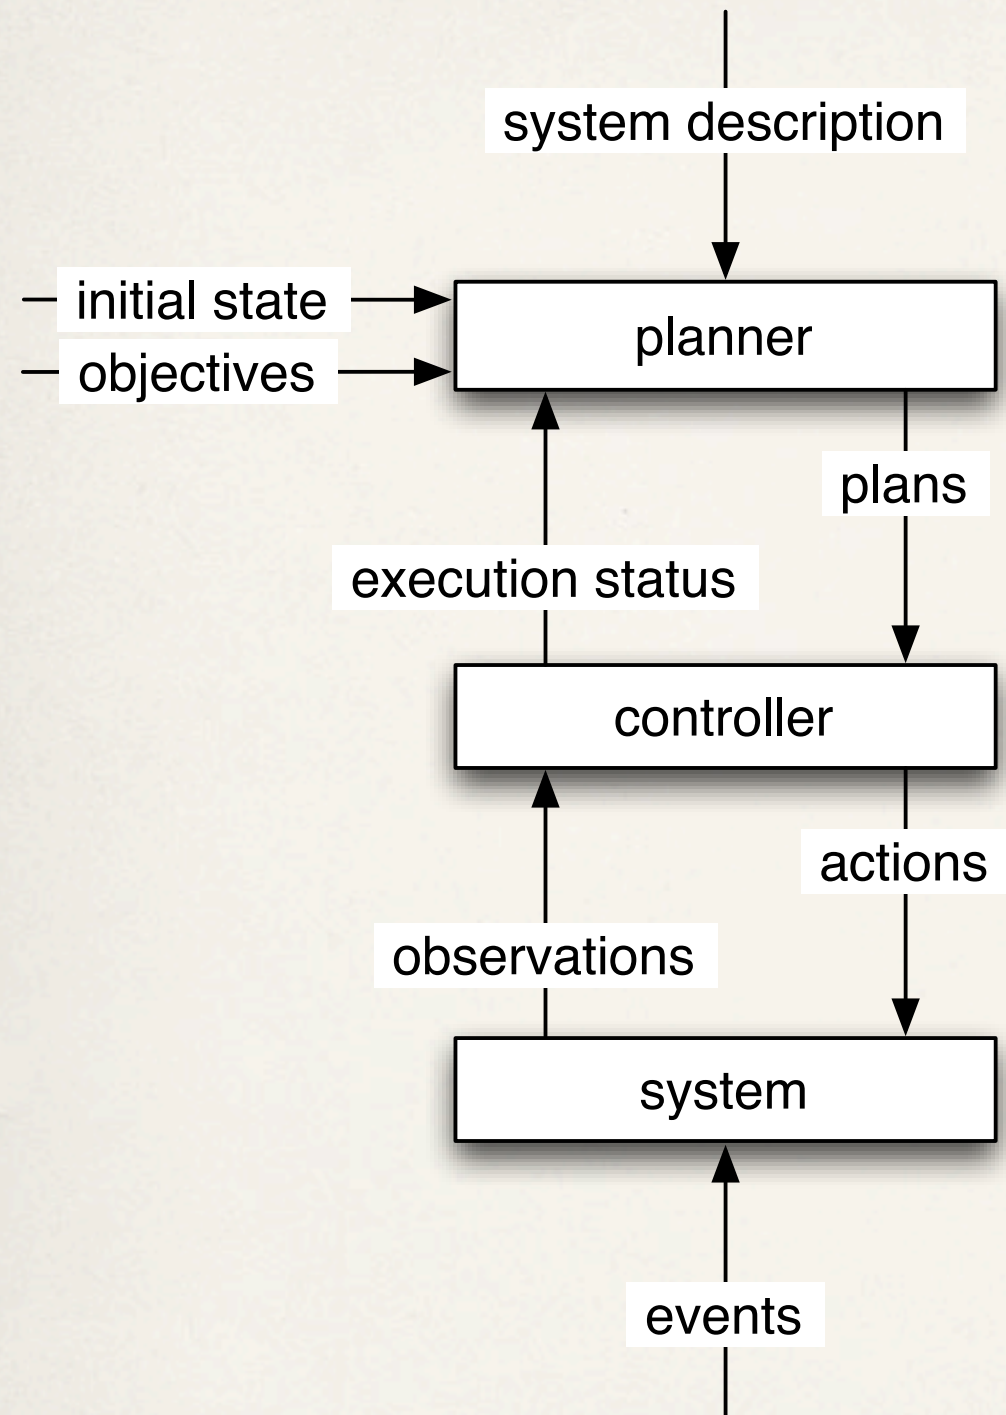 system description
initial state
planner
objectives
plans
execution status
controller
actions
observations
system
events